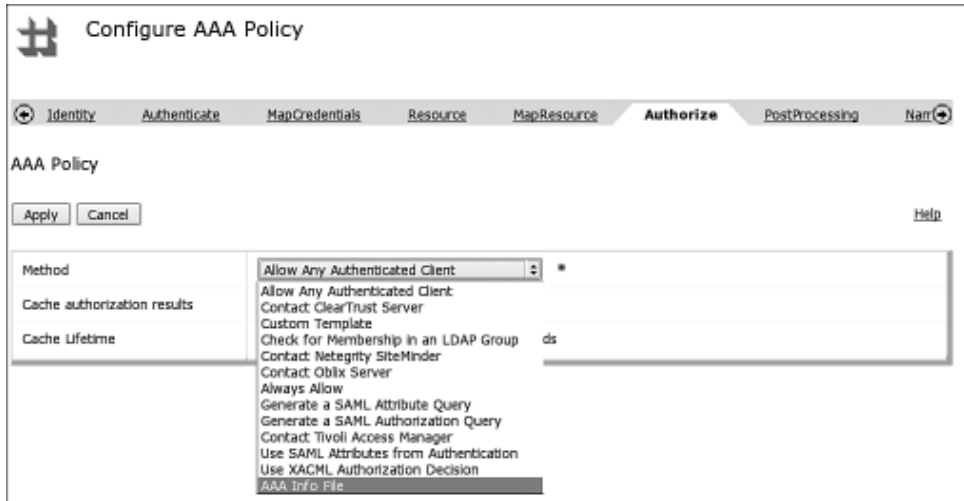 Configure AAA Policy
Identity Authenticate MapCredentials Resource MapResource Authorize PostProcessing Nam
AAA Policy
Apply Cancel Help
Method Allow Any Authenticated Client *
Allow Any Authenticated Client
Cache authorization results Contact ClearTrust Server
Custom Template
Cache Lifetime Check for Membership in an LDAP Group ds
Contact Netegrity SiteMinder
Contact Oblix Server
Always Allow
Generate a SAML Attribute Query
Generate a SAML Authorization Query
Contact Tivoli Access Manager
Use SAML Attributes from Authentication
Use XACML Authorization Decision
AAA Info File